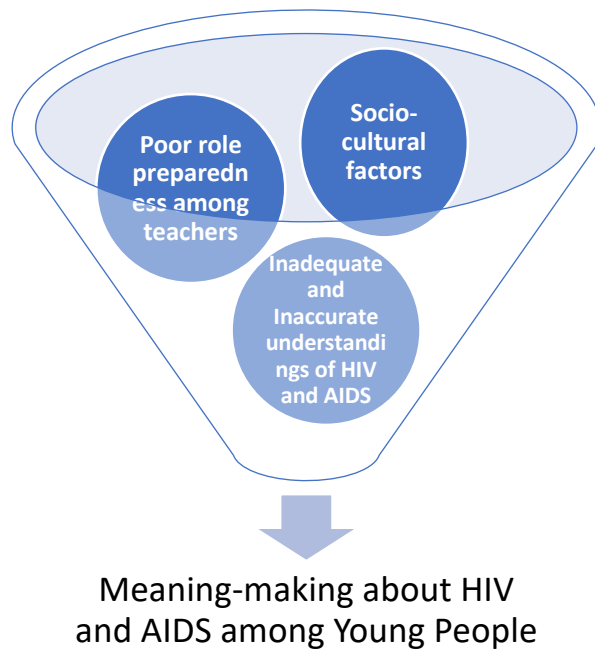 Poor role
preparedn
ess among
teachers
Socio-
cultural
factors
Inadequate
and
Inaccurate
understandi
ngs of HIV
and AIDS
Meaning-making about HIV
and AIDS among Young People